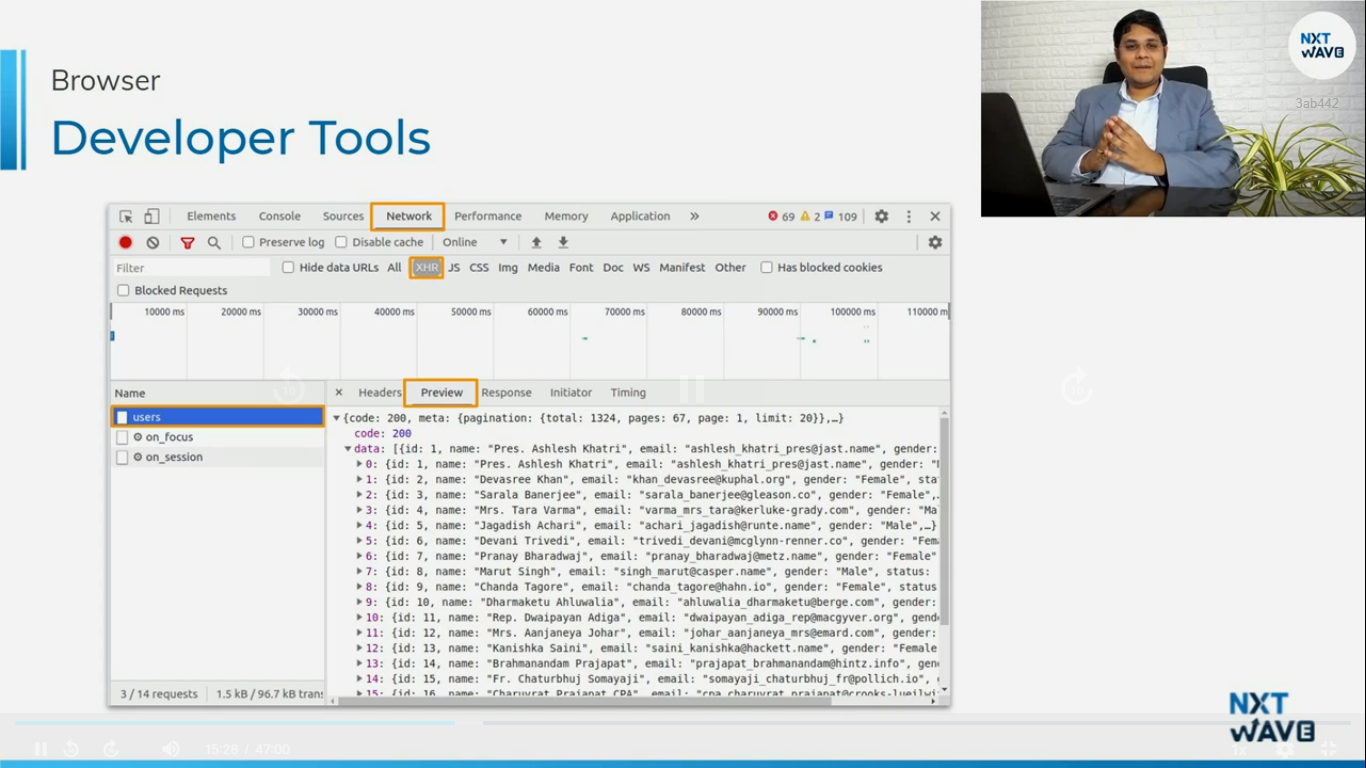 Browser
Developer Tools
NXT
WAVE
3ab442
Elements Console Sources Network Performance Memory Application » 69 2 109
Preserve log Disable cache Online
Filter Hide data URLs All XHR JS CSS Img Media Font Doc WS Manifest Other Has blocked cookies
Blocked Requests
10000 ms 20000 ms 30000 ms 40000 ms 50000 ms 60000 ms 70000 ms 80000 ms 90000 ms 100000 ms 110000 m
Name Headers Preview Response Initiator Timing
users
on_focus
on_session
{code: 200, meta: {pagination: {total: 1324, pages: 67, page: 1, limit: 20}},…}
code: 200
data: [{id: 1, name: "Pres. Ashlesh Khatri", email: "ashlesh_khatri_pres@jast.name", gender:
0: {id: 1, name: "Pres. Ashlesh Khatri", email: "ashlesh_khatri_pres@jast.name", gender: "
1: {id: 2, name: "Devasree Khan", email: "khan_devasree@kuphal.org", gender: "Female", sta
2: {id: 3, name: "Sarala Banerjee", email: "sarala_banerjee@gleason.co", gender: "Female",…
3: {id: 4, name: "Mrs. Tara Varma", email: "varma_mrs_tara@kerluke-grady.com", gender: "Ma
4: {id: 5, name: "Jagadish Achari", email: "achari_jagadish@runte.name", gender: "Male",…}
5: {id: 6, name: "Devani Trivedi", email: "trivedi_devani@mcglynn-renner.co", gender: "Fem
6: {id: 7, name: "Pranay Bharadwaj", email: "pranay_bharadwaj@metz.name", gender: "Female"
7: {id: 8, name: "Marut Singh", email: "singh_marut@casper.name", gender: "Male", status:
8: {id: 9, name: "Chanda Tagore", email: "chanda_tagore@hahn.io", gender: "Female", status
9: {id: 10, name: "Dharmaketu Ahluwalia", email: "ahluwalia_dharmaketu@berge.com", gender:
10: {id: 11, name: "Rep. Dwaipayan Adiga", email: "dwaipayan_adiga_rep@macgyver.org", gende
11: {id: 12, name: "Mrs. Aanjaneya Johar", email: "johar_aanjaneya_mrs@emard.com", gender:
12: {id: 13, name: "Kanishka Saini", email: "saini_kanishka@hackett.name", gender: "Female
13: {id: 14, name: "Brahmanandam Prajapat", email: "prajapat_brahmanandam@hintz.info", gen
14: {id: 15, name: "Fr. Chaturbhuj Somayaji", email: "somayaji_chaturbhuj_fr@pollich.io",
15: {id: 16, name: "Charuvrat Prajapat CPA", email:
3 / 14 requests 1.5 kB / 96.7 kB trans
NXT
WAVE
15:28 / 47:00
1x